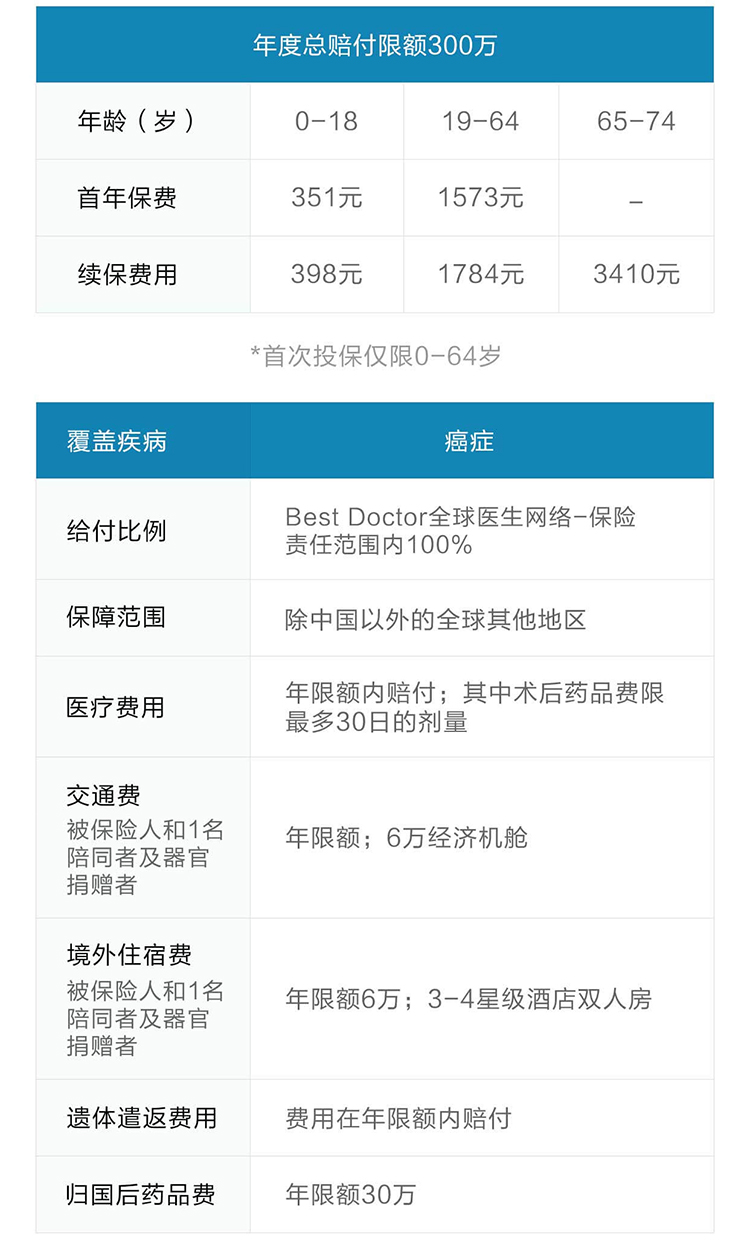 年度总赔付限额300万
年龄（岁） 0-18 19-64 65-74
首年保费 351元 1573元 –
续保费用 398元 1784元 3410元
*首次投保仅限0-64岁
覆盖疾病 癌症
给付比例
Best Doctor全球医生网络-保险
责任范围内100%
保障范围 除中国以外的全球其他地区
医疗费用
年限额内赔付；其中术后药品费限
最多30日的剂量
交通费
被保险人和1名
陪同者及器官
捐赠者
年限额；6万经济机舱
境外住宿费
被保险人和1名
陪同者及器官
捐赠者
年限额6万；3-4星级酒店双人房
遗体遣返费用 费用在年限额内赔付
归国后药品费 年限额30万